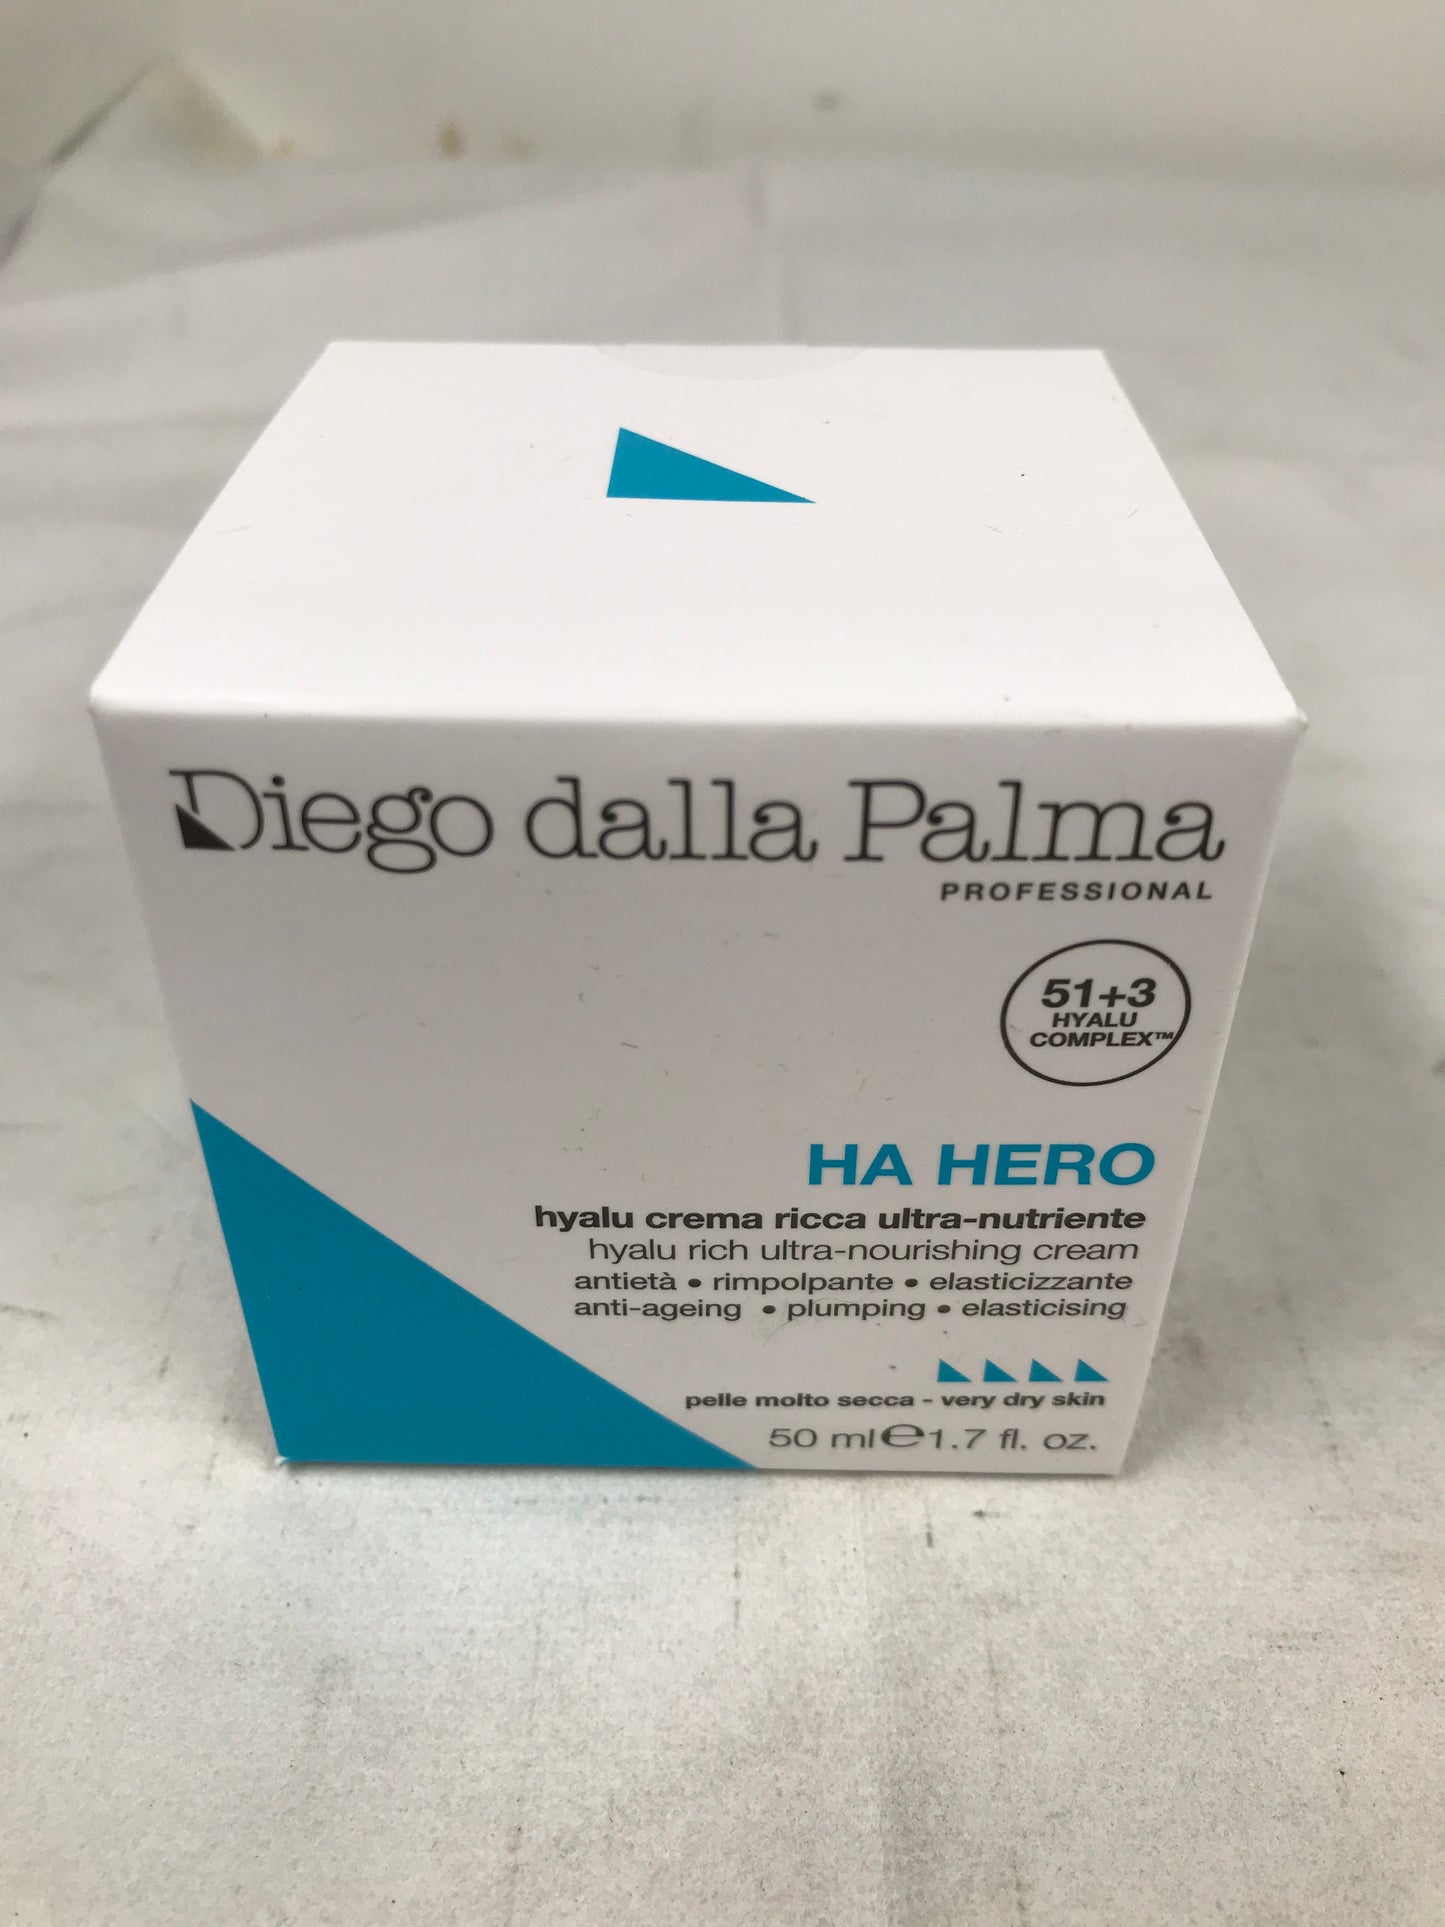 Diego dalla Palma
PROFESSIONAL
51+3
HYALU
COMPLEX™
HA HERO
hyalu crema ricca ultra-nutriente
hyalu rich ultra-nourishing cream
antietà • rimpolpante • elasticizzante
anti-ageing • plumping • elasticising
pelle molto secca - very dry skin
50 ml ℮ 1.7 fl. oz.